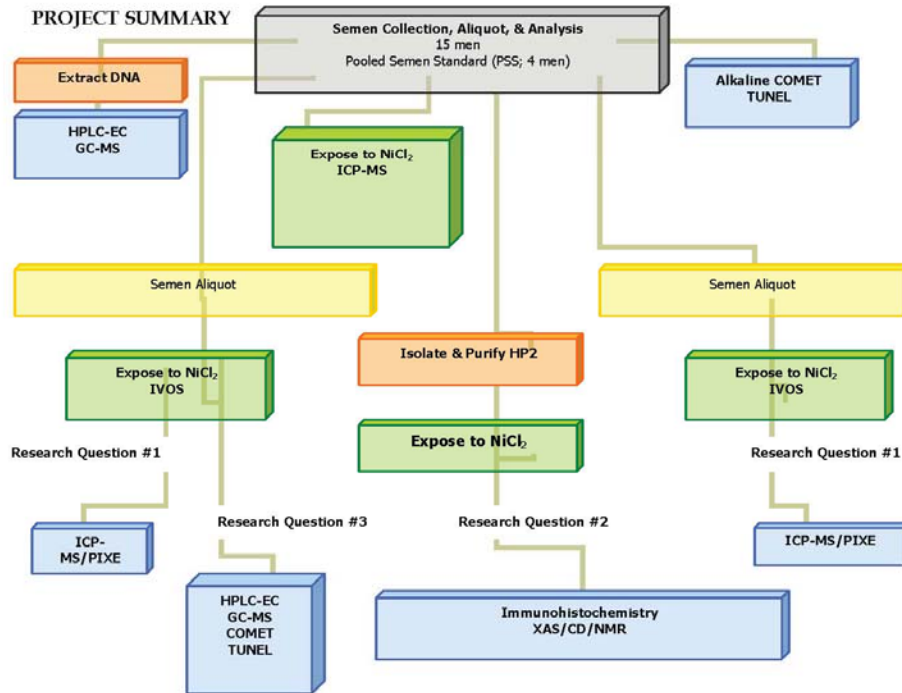 PROJECT SUMMARY
Semen Collection, Aliquot, & Analysis
15 men
Pooled Semen Standard (PSS; 4 men)
Extract DNA
HPLC-EC
GC-MS
Expose to NiCl₂
ICP-MS
Alkaline COMET
TUNEL
Semen Aliquot
Semen Aliquot
Isolate & Purify HP2
Expose to NiCl₂
IVOS
Expose to NiCl₂
Expose to NiCl₂
IVOS
Research Question #1
Research Question #3
Research Question #2
Research Question #1
ICP-
MS/PIXE
HPLC-EC
GC-MS
COMET
TUNEL
Immunohistochemistry
XAS/CD/NMR
ICP-MS/PIXE